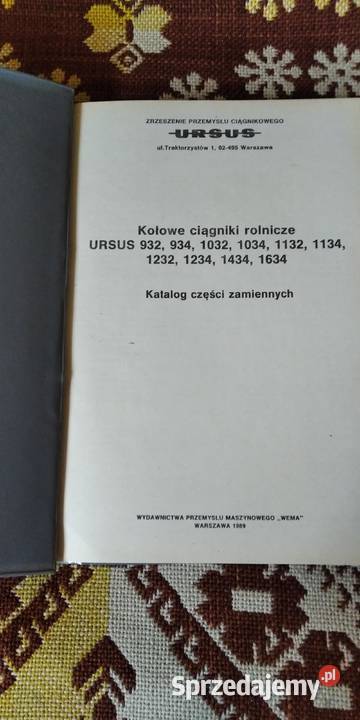 ZRZESZENIE PRZEMYSŁU CIĄGNIKOWEGO
URSUS
ul.Traktorzystów 1, 02-495 Warszawa
Kołowe ciągniki rolnicze
URSUS 932, 934, 1032, 1034, 1132, 1134,
1232, 1234, 1434, 1634
Katalog części zamiennych
WYDAWNICTWA PRZEMYSŁU MASZYNOWEGO „WEMA"
WARSZAWA 1989
Sprzedajemy.pl